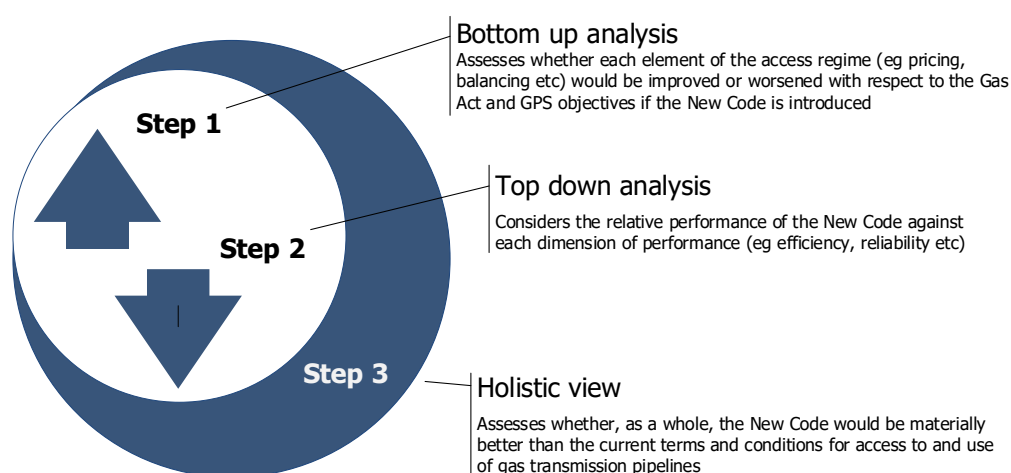 Bottom up analysis
Assesses whether each element of the access regime (eg pricing,
balancing etc) would be improved or worsened with respect to the Gas
Act and GPS objectives if the New Code is introduced
Step 1
Top down analysis
Considers the relative performance of the New Code against
each dimension of performance (eg efficiency, reliability etc)
Step 2
Step 3
Holistic view
Assesses whether, as a whole, the New Code would be materially
better than the current terms and conditions for access to and use
of gas transmission pipelines